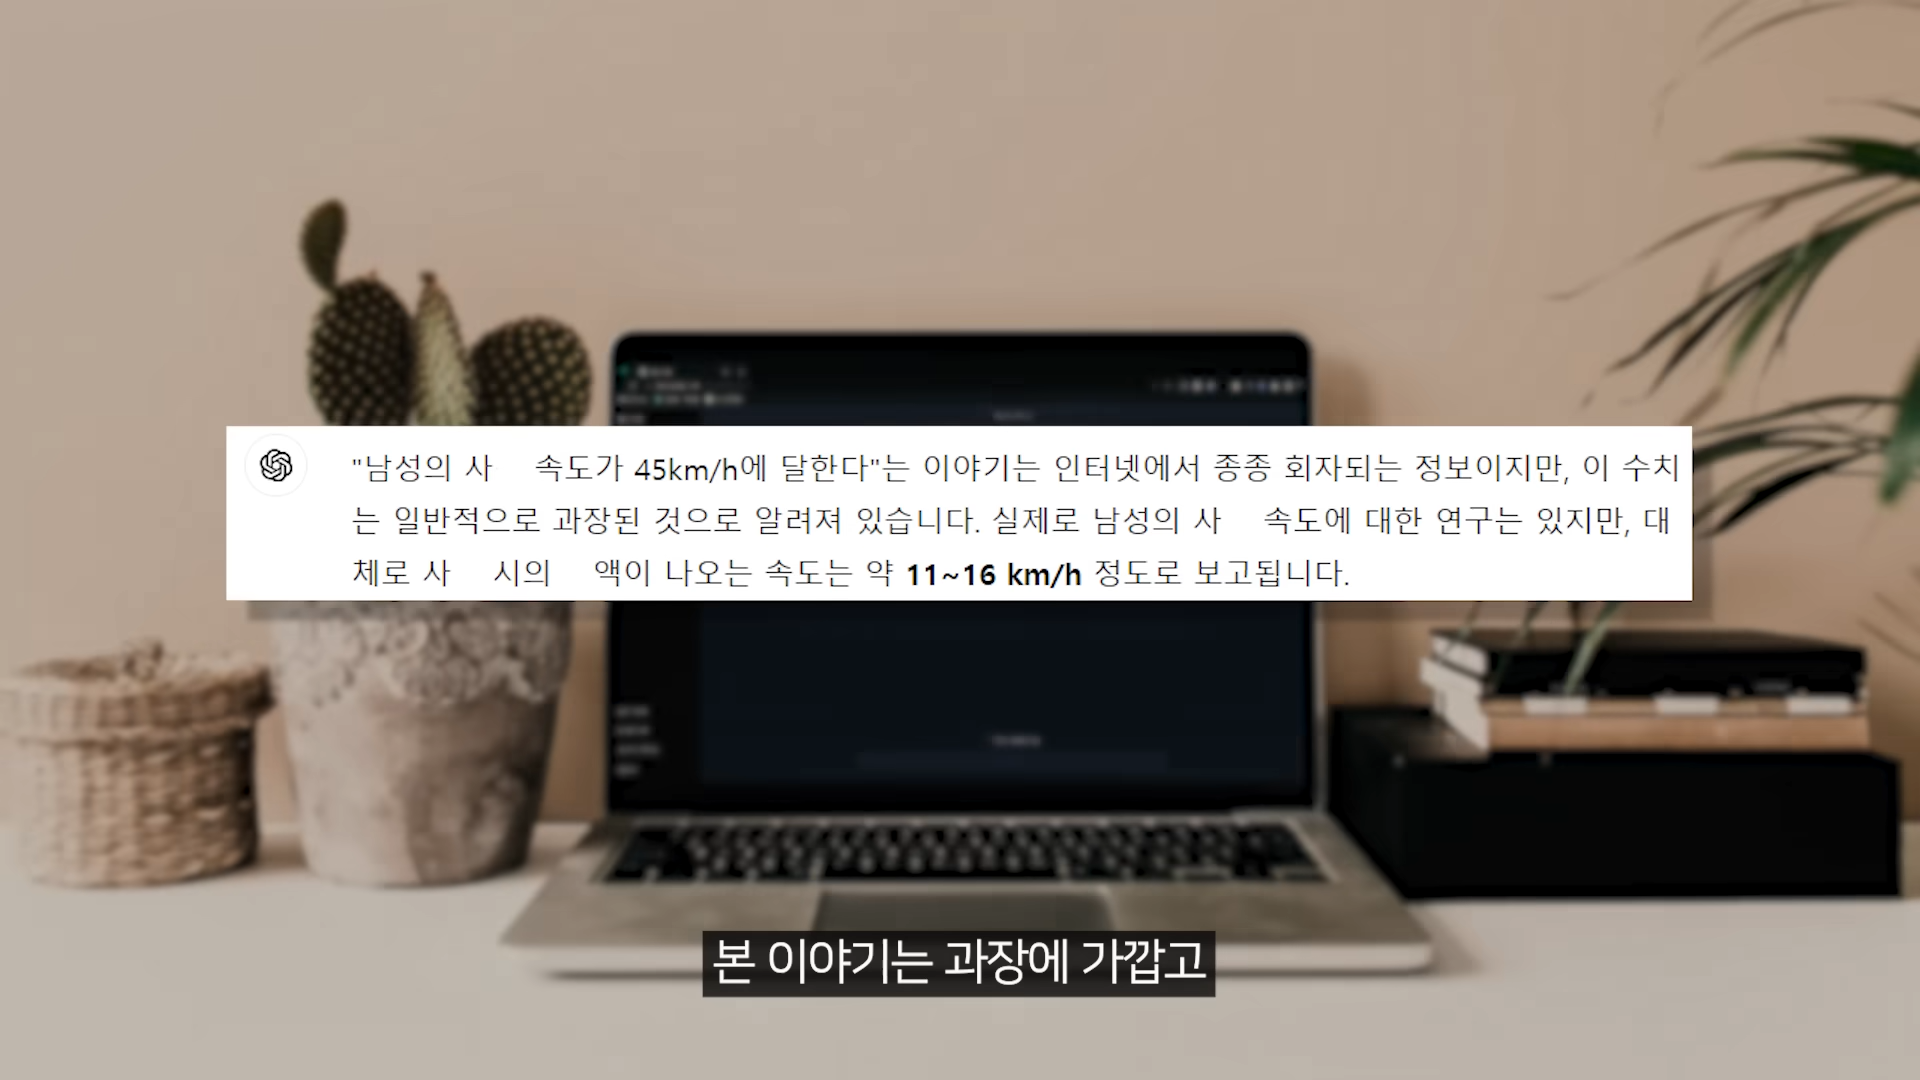 "남성의 사 속도가 45km/h에 달한다"는 이야기는 인터넷에서 종종 회자되는 정보이지만, 이 수치
는 일반적으로 과장된 것으로 알려져 있습니다. 실제로 남성의 사 속도에 대한 연구는 있지만, 대
체로 사 시의 액이 나오는 속도는 약 11~16 km/h 정도로 보고됩니다.
본 이야기는 과장에 가깝고